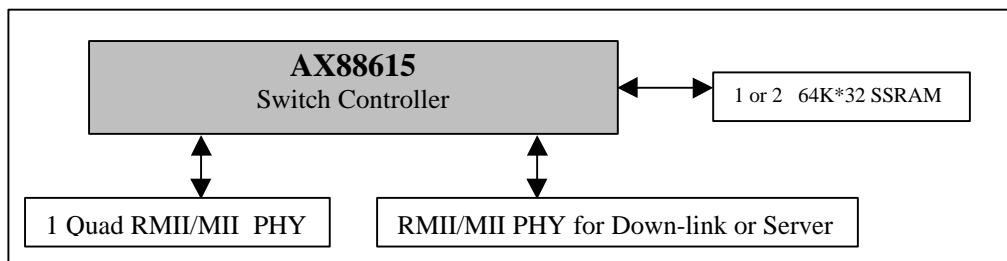 AX88615
Switch Controller
1 or 2 64K*32 SSRAM
1 Quad RMII/MII PHY
RMII/MII PHY for Down-link or Server